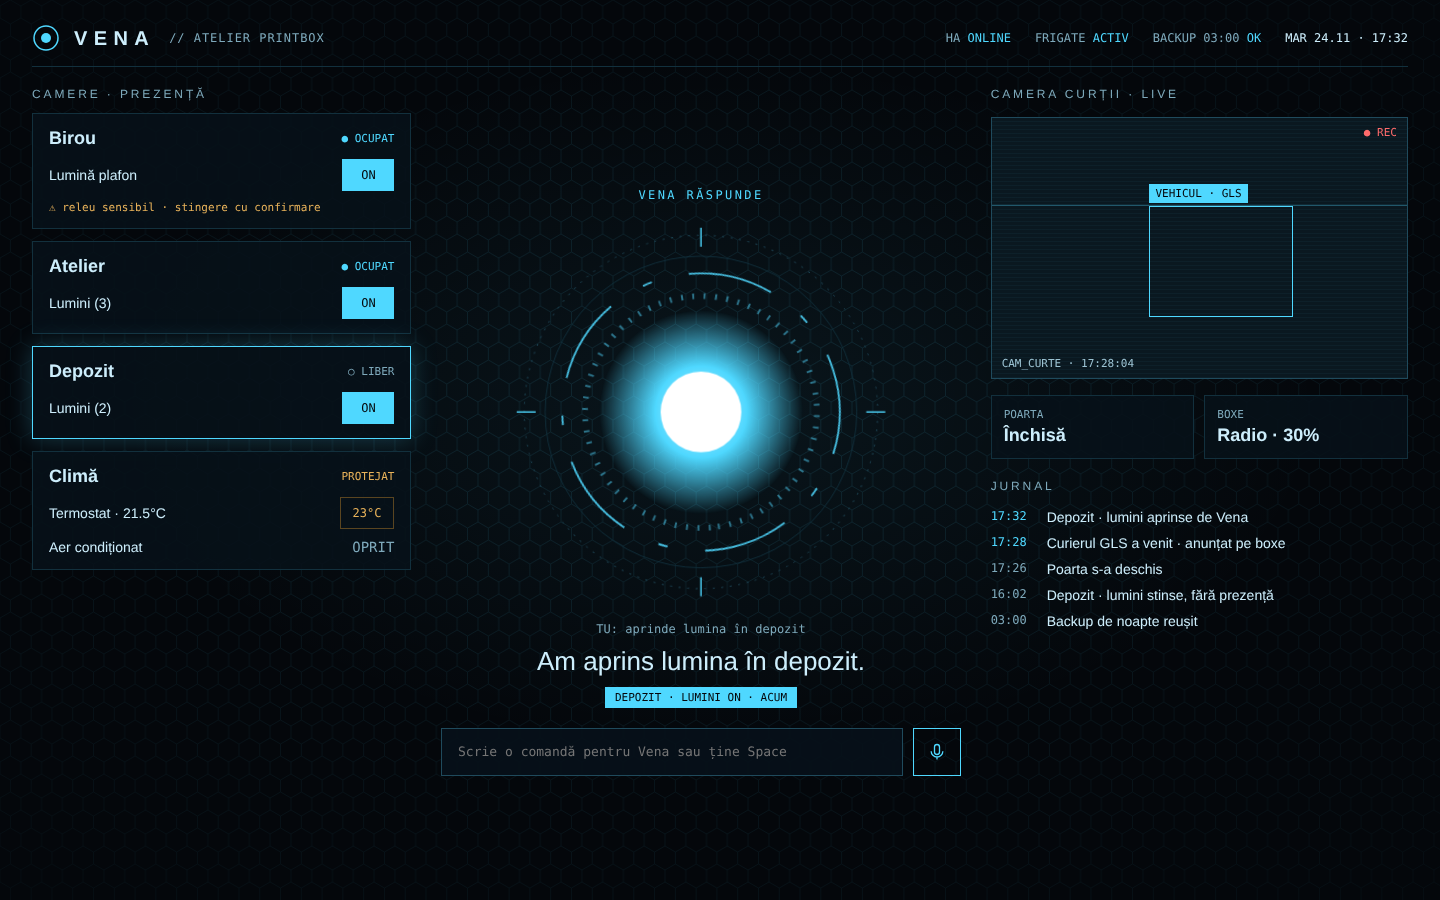 VENA // ATELIER PRINTBOX
HA ONLINE FRIGATE ACTIV BACKUP 03:00 OK MAR 24.11 · 17:32
CAMERE · PREZENȚĂ
Birou ● OCUPAT
Lumină plafon ON
⚠ releu sensibil · stingere cu confirmare
Atelier ● OCUPAT
Lumini (3) ON
Depozit ○ LIBER
Lumini (2) ON
Climă PROTEJAT
Termostat · 21.5°C 23°C
Aer condiționat OPRIT
VENA RĂSPUNDE
TU: aprinde lumina în depozit
Am aprins lumina în depozit.
DEPOZIT · LUMINI ON · ACUM
Scrie o comandă pentru Vena sau ține Space
CAMERA CURȚII · LIVE
● REC
VEHICUL · GLS
CAM_CURTE · 17:28:04
POARTA
Închisă
BOXE
Radio · 30%
JURNAL
17:32 Depozit · lumini aprinse de Vena
17:28 Curierul GLS a venit · anunțat pe boxe
17:26 Poarta s-a deschis
16:02 Depozit · lumini stinse, fără prezență
03:00 Backup de noapte reușit